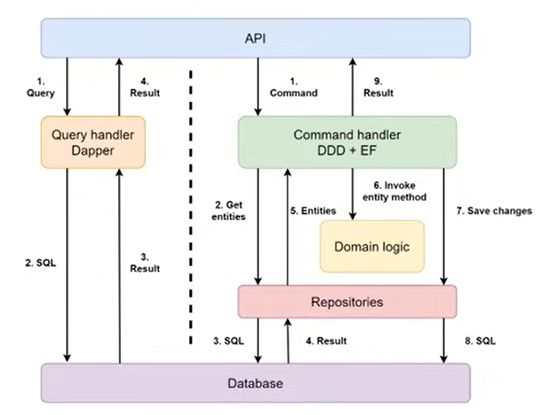 API
1.
Query
4.
Result
1.
Command
9.
Result
Query handler
Dapper
Command handler
DDD + EF
2. Get
entities
5. Entities
6. Invoke
entity method
7. Save changes
Domain logic
2. SQL
3.
Result
Repositories
3. SQL
4. Result
8. SQL
Database